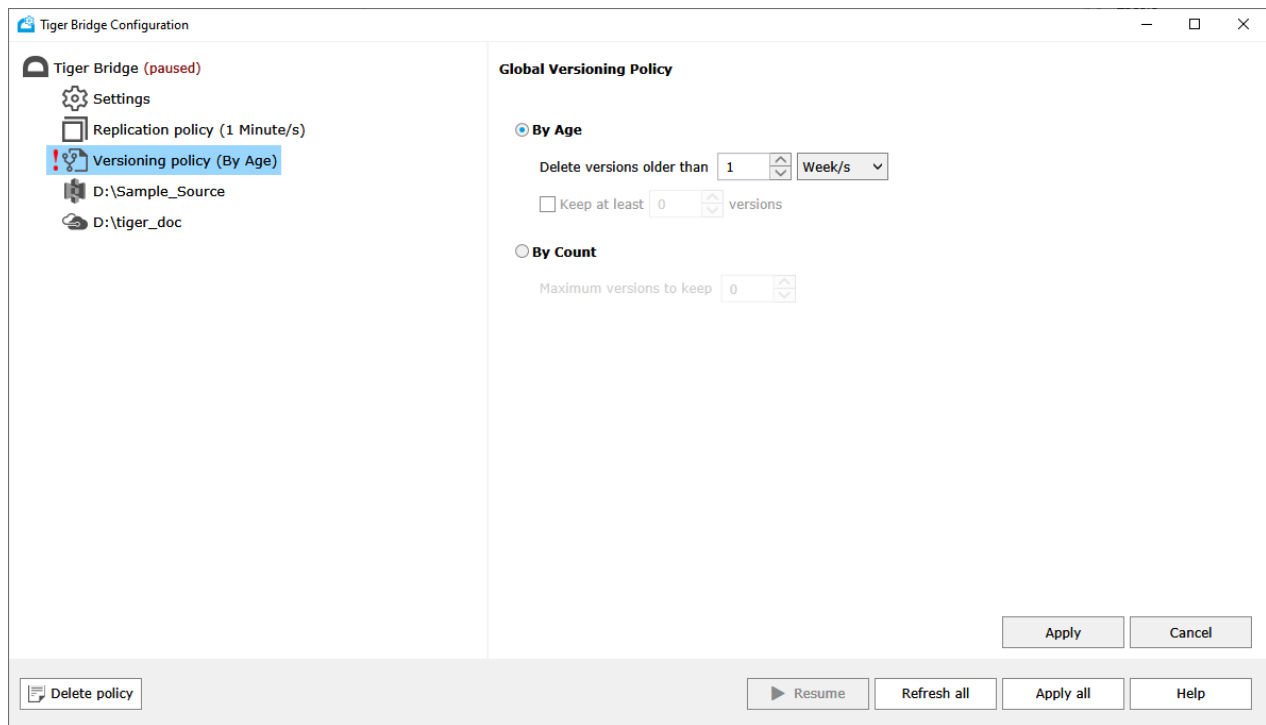 Tiger Bridge Configuration
Tiger Bridge (paused)
Settings
Replication policy (1 Minute/s)
! Versioning policy (By Age)
D:\Sample_Source
D:\tiger_doc
Global Versioning Policy
By Age
Delete versions older than 1 Week/s
Keep at least 0 versions
By Count
Maximum versions to keep 0
Apply Cancel
Delete policy Resume Refresh all Apply all Help